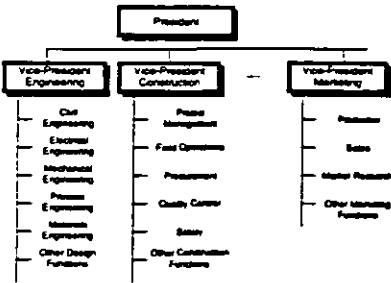 President
Vice-President
Engineering
Vice-President
Construction
Vice-President
Marketing
Civil
Engineering
Electrical
Engineering
Mechanical
Engineering
Process
Engineering
Materials
Engineering
Other Design
Functions
Project
Management
Field Operations
Procurement
Quality Control
Safety
Other Construction
Functions
Sales
Market Research
Other Marketing
Functions